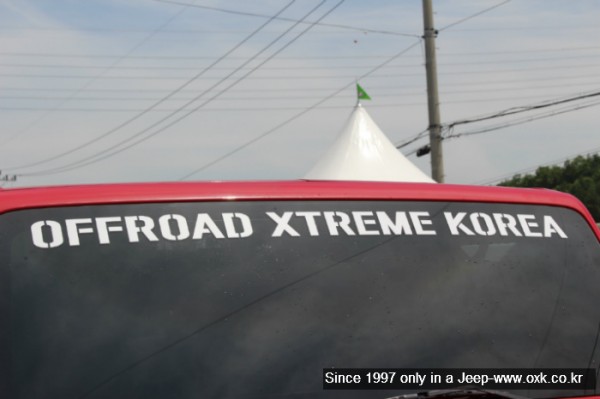 OFFROAD XTREME KOREA
Since 1997 only in a Jeep-www.oxk.co.kr